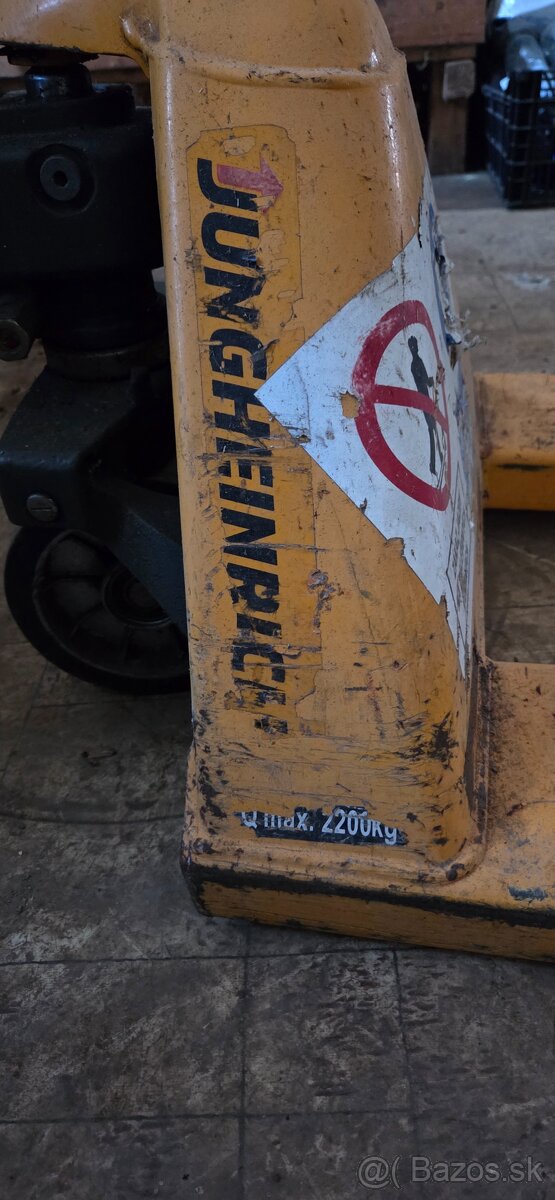 JUNGHEINRICH
Q max. 2200kg
@( Bazos.sk